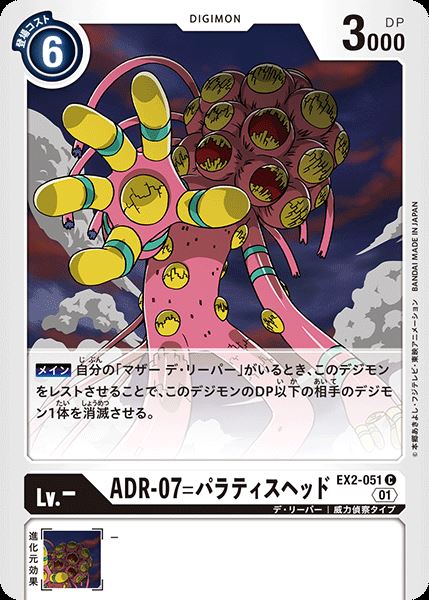 登場コスト
6
DIGIMON
DP
3000
©本郷あきよし・フジテレビ・東映アニメーション BANDAI MADE IN JAPAN
メイン 自分の「マザー デ・リーパー」がいるとき、このデジモン
をレストさせることで、このデジモンのDP以下の相手のデジモ
ン1体を消滅させる。
Lv.ー
ADR-07=パラティスヘッド
EX2-051 C
01
デ・リーパー｜威力偵察タイプ
進化元効果
ー